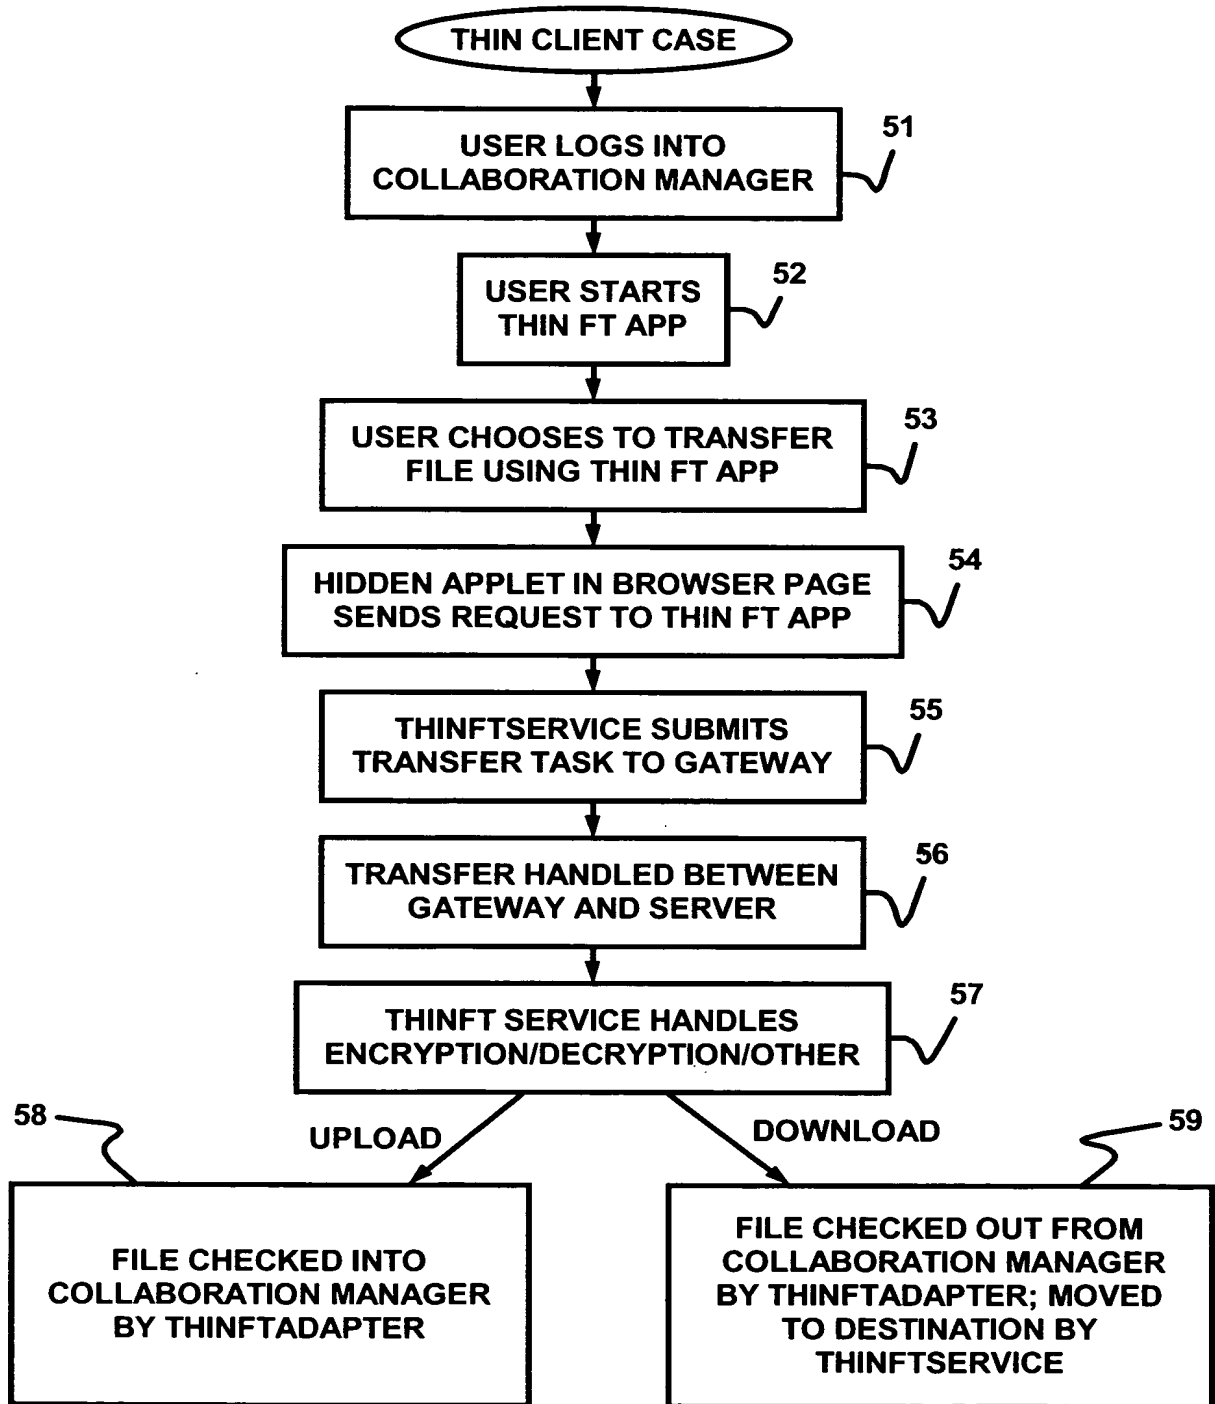 THIN CLIENT CASE
51
USER LOGS INTO
COLLABORATION MANAGER
52
USER STARTS
THIN FT APP
53
USER CHOOSES TO TRANSFER
FILE USING THIN FT APP
54
HIDDEN APPLET IN BROWSER PAGE
SENDS REQUEST TO THIN FT APP
55
THINFTSERVICE SUBMITS
TRANSFER TASK TO GATEWAY
56
TRANSFER HANDLED BETWEEN
GATEWAY AND SERVER
57
THINFT SERVICE HANDLES
ENCRYPTION/DECRYPTION/OTHER
58
UPLOAD
DOWNLOAD
59
FILE CHECKED INTO
COLLABORATION MANAGER
BY THINFTADAPTER
FILE CHECKED OUT FROM
COLLABORATION MANAGER
BY THINFTADAPTER; MOVED
TO DESTINATION BY
THINFTSERVICE